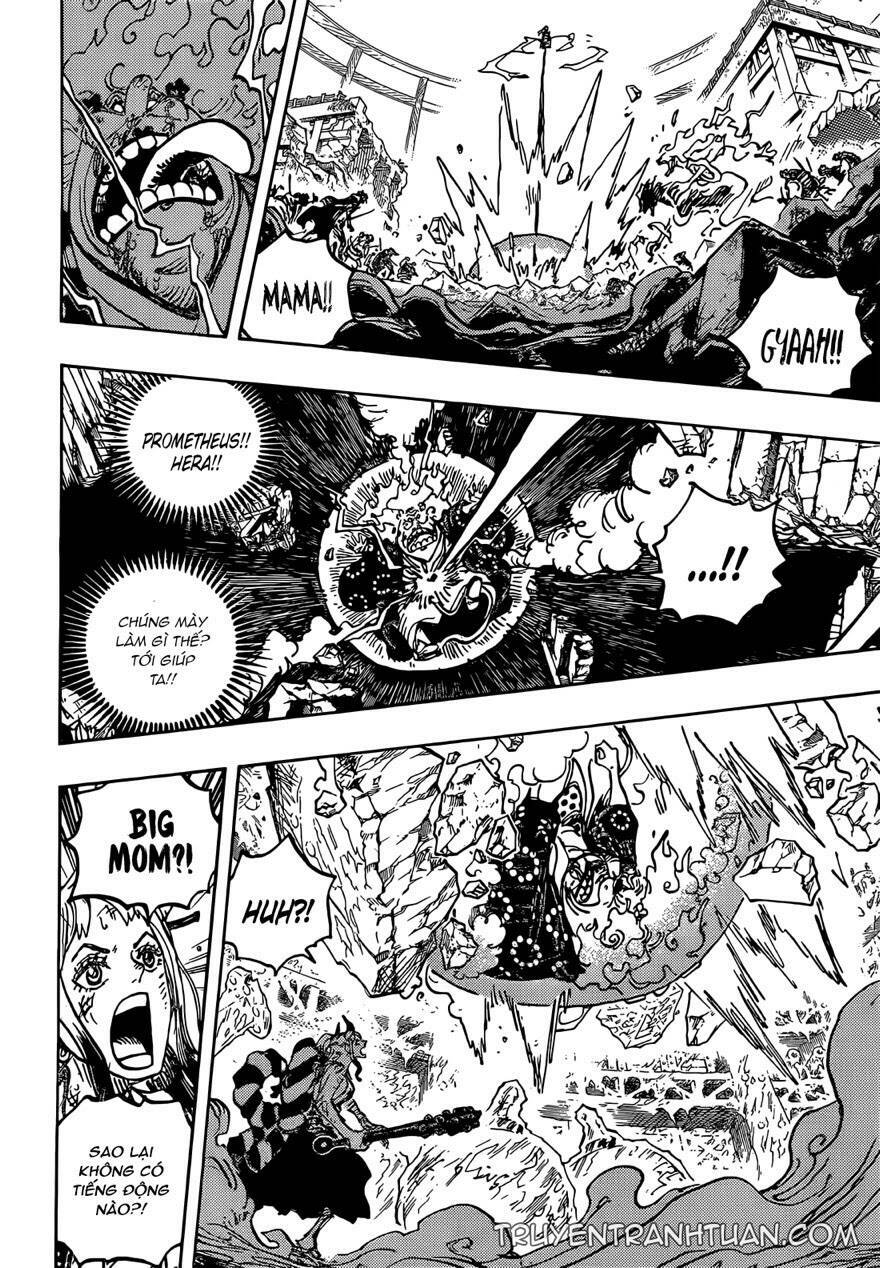 MAMA!!
GYAAH!!
PROMETHEUS!!
HERA!!
...!!
CHÚNG MÀY
LÀM GÌ THẾ?
TỚI GIÚP
TA!!
BIG
MOM?!
HUH?!
SAO LẠI
KHÔNG CÓ
TIẾNG ĐỘNG
NÀO?!
TRUYENTRANHTUAN.COM